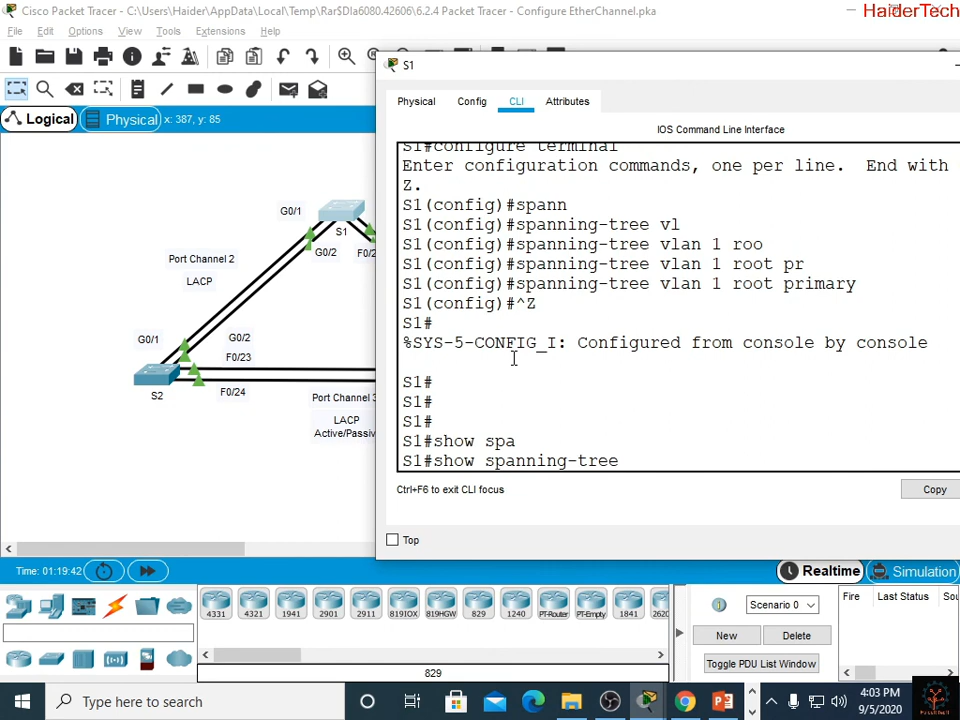 Cisco Packet Tracer - C:\Users\Haider\AppData\Local\Temp\Rar$DIa6080.42606\6.2.4 Packet Tracer - Configure EtherChannel.pka
HaiderTech
File Edit Options View Tools Extensions Help
S1
Logical
Physical
x: 387, y: 85
Physical Config CLI Attributes
IOS Command Line Interface
S1#configure terminal
Enter configuration commands, one per line. End with
Z.
S1(config)#spann
S1(config)#spanning-tree vl
S1(config)#spanning-tree vlan 1 roo
S1(config)#spanning-tree vlan 1 root pr
S1(config)#spanning-tree vlan 1 root primary
S1(config)#^Z
S1#
%SYS-5-CONFIG_I: Configured from console by console
S1#
S1#
S1#
S1#show spa
S1#show spanning-tree
Ctrl+F6 to exit CLI focus
Copy
Top
G0/1
S1
G0/2
F0/2
Port Channel 2
LACP
G0/1
G0/2
F0/23
S2
F0/24
Port Channel 3
LACP
Active/Passiv
Time: 01:19:42
Realtime
Simulation
4331 4321 1941 2901 2911 819IOX 819HGW 829 1240 PT-Router PT-Empty 1841 2620
829
Scenario 0
New
Delete
Toggle PDU List Window
Fire Last Status Sou
Type here to search
4:03 PM
9/5/2020